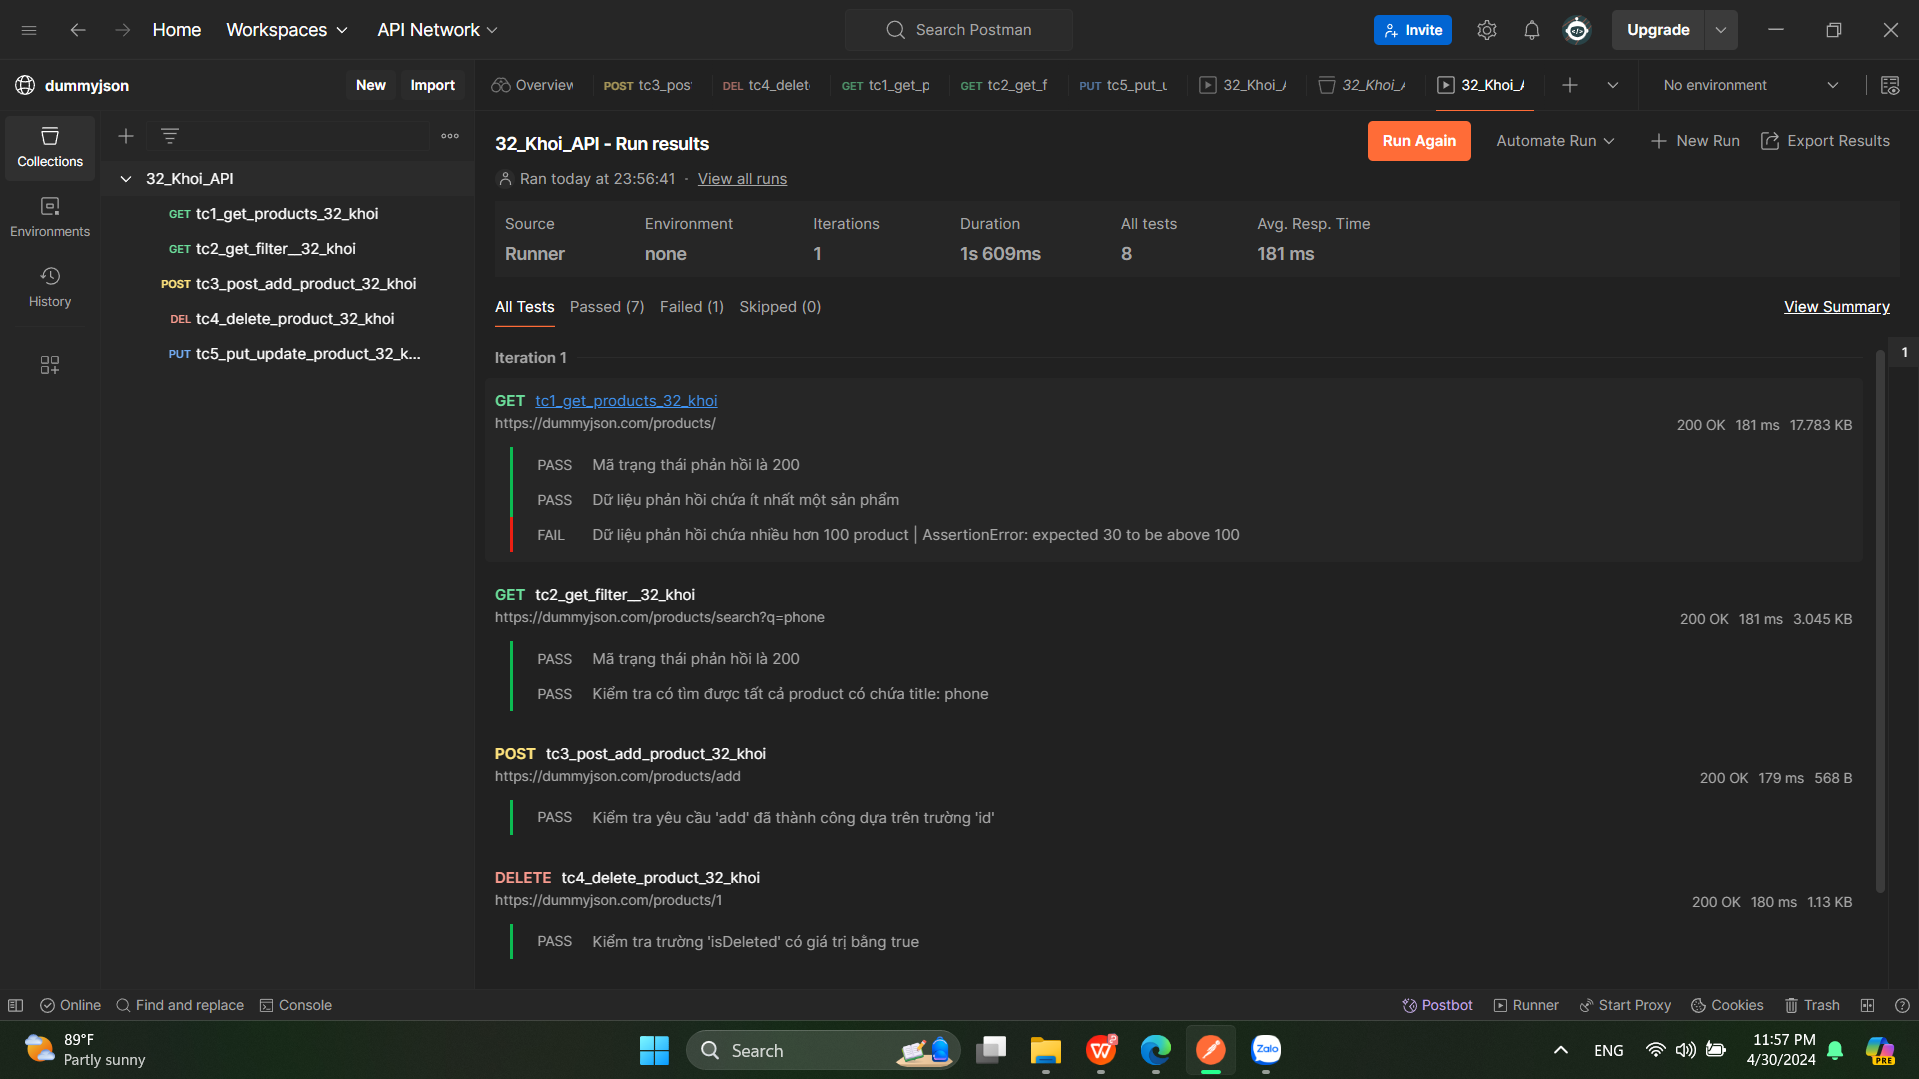 Home Workspaces API Network Search Postman Invite Upgrade
dummyjson New Import Overview POST tc3_pos DEL tc4_delet GET tc1_get_p GET tc2_get_f PUT tc5_put_u 32_Khoi_A 32_Khoi_A 32_Khoi_A No environment
Collections
Environments
History
32_Khoi_API
GET tc1_get_products_32_khoi
GET tc2_get_filter__32_khoi
POST tc3_post_add_product_32_khoi
DEL tc4_delete_product_32_khoi
PUT tc5_put_update_product_32_k...
32_Khoi_API - Run results Run Again Automate Run New Run Export Results
Ran today at 23:56:41 · View all runs
Source Environment Iterations Duration All tests Avg. Resp. Time
Runner none 1 1s 609ms 8 181 ms
All Tests Passed (7) Failed (1) Skipped (0) View Summary
Iteration 1 1
GET tc1_get_products_32_khoi
https://dummyjson.com/products/ 200 OK 181 ms 17.783 KB
PASS Mã trạng thái phản hồi là 200
PASS Dữ liệu phản hồi chứa ít nhất một sản phẩm
FAIL Dữ liệu phản hồi chứa nhiều hơn 100 product | AssertionError: expected 30 to be above 100
GET tc2_get_filter__32_khoi
https://dummyjson.com/products/search?q=phone 200 OK 181 ms 3.045 KB
PASS Mã trạng thái phản hồi là 200
PASS Kiểm tra có tìm được tất cả product có chứa title: phone
POST tc3_post_add_product_32_khoi
https://dummyjson.com/products/add 200 OK 179 ms 568 B
PASS Kiểm tra yêu cầu 'add' đã thành công dựa trên trường 'id'
DELETE tc4_delete_product_32_khoi
https://dummyjson.com/products/1 200 OK 180 ms 1.13 KB
PASS Kiểm tra trường 'isDeleted' có giá trị bằng true
Online Find and replace Console Postbot Runner Start Proxy Cookies Trash
89°F
Partly sunny
Search
Zalo
ENG
11:57 PM
4/30/2024
PRE